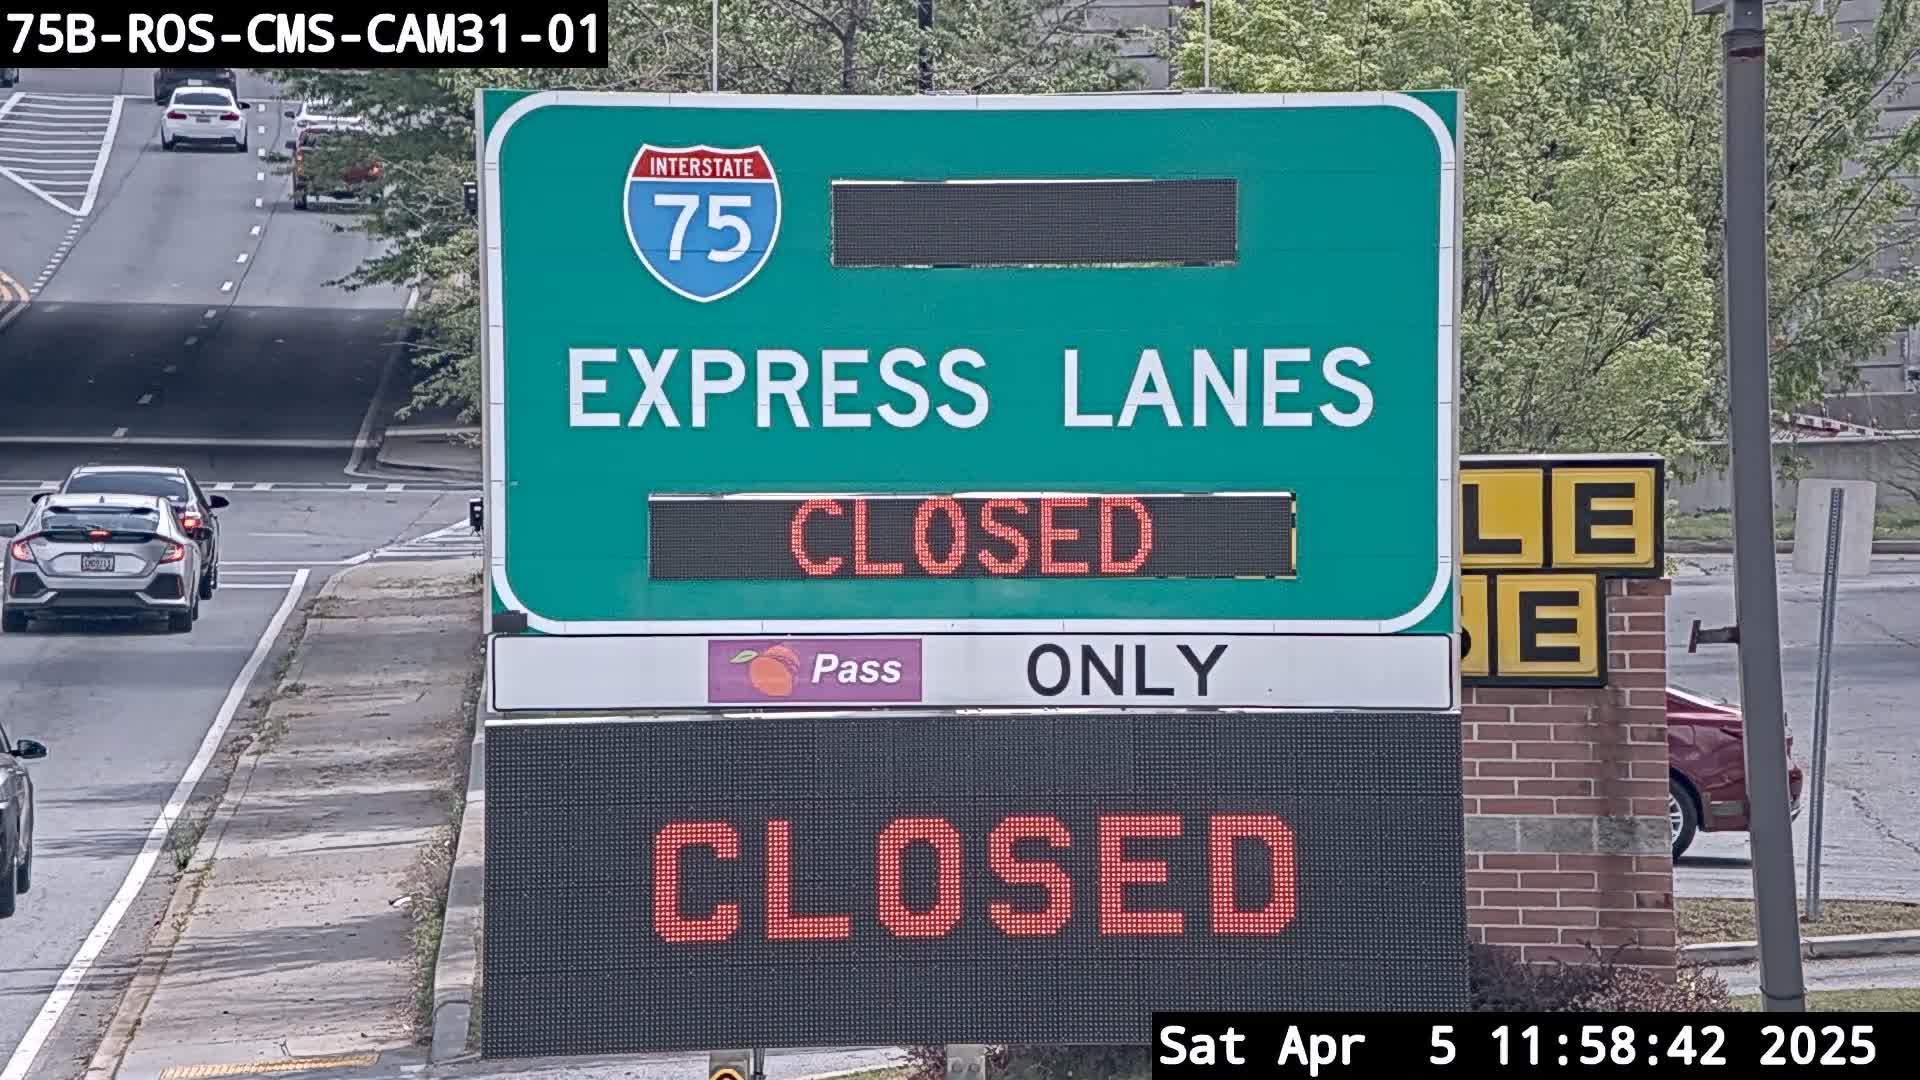 75B-ROS-CMS-CAM31-01
INTERSTATE
75
EXPRESS LANES
CLOSED
Pass ONLY
CLOSED
LE
E
Sat Apr 5 11:58:42 2025